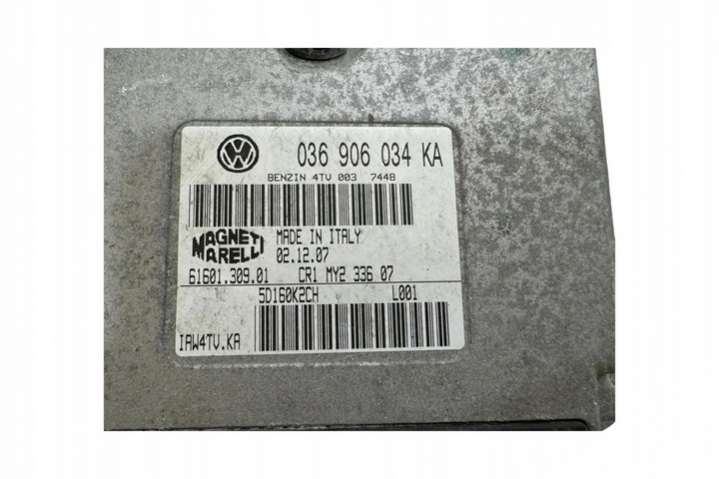 036 906 034 KA
BENZIN 4TV 003 7448
MAGNETI
MARELLI
MADE IN ITALY
02.12.07
61601.309.01 CR1 MY2 336 07
5D160K2CH L001
IAW4TV.KA